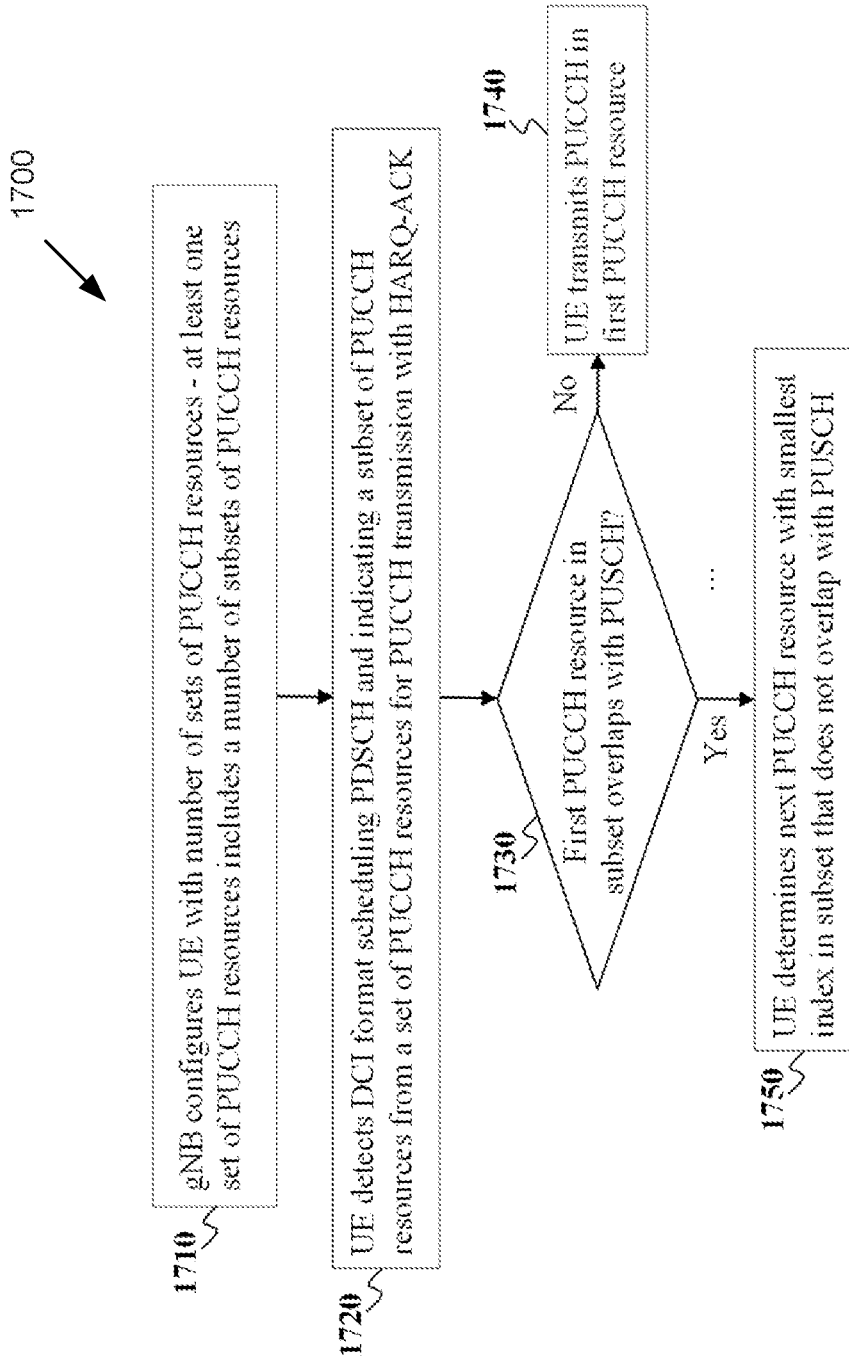 1700
gNB configures UE with number of sets of PUCCH resources - at least one
set of PUCCH resources includes a number of subsets of PUCCH resources
1710
UE detects DCI format scheduling PDSCH and indicating a subset of PUCCH
resources from a set of PUCCH resources for PUCCH transmission with HARQ-ACK
1720
First PUCCH resource in
subset overlaps with PUSCH?
1730
No
1740
UE transmits PUCCH in
first PUCCH resource
Yes
...
UE determines next PUCCH resource with smallest
index in subset that does not overlap with PUSCH
1750